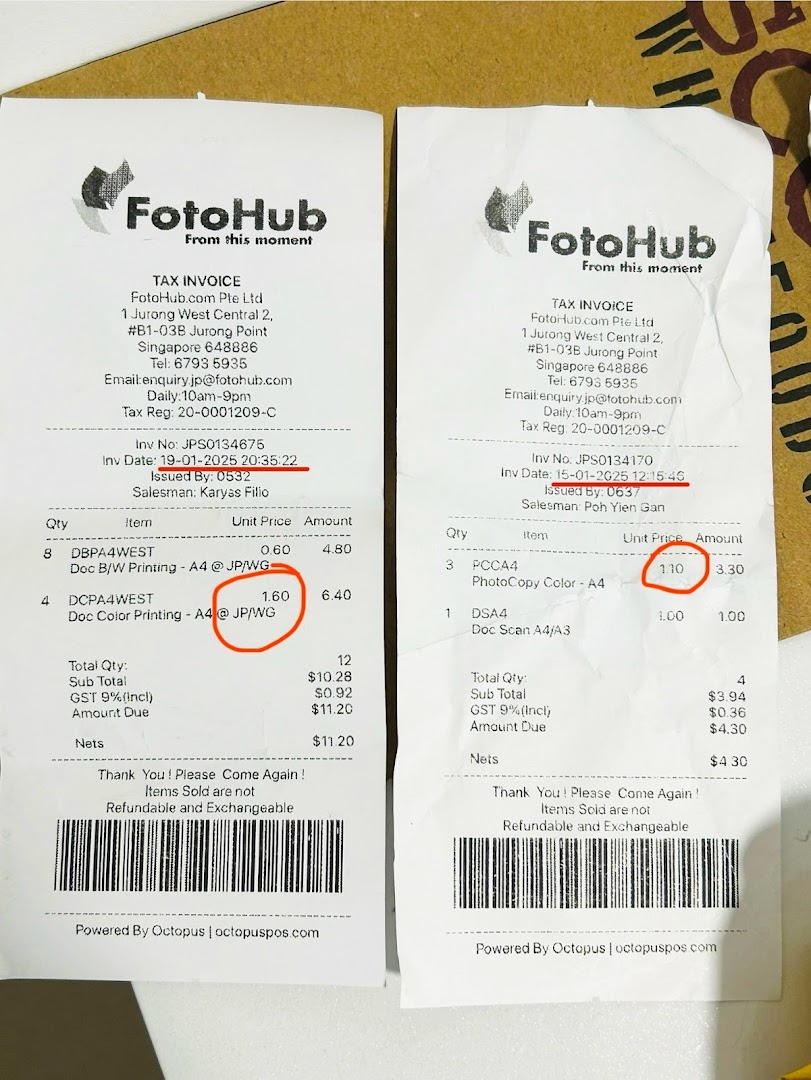 FotoHub
From this moment
TAX INVOICE
FotoHub.com Pte Ltd
1 Jurong West Central 2,
#B1-03B Jurong Point
Singapore 648886
Tel: 6793 5935
Email:enquiry.jp@fotohub.com
Daily:10am-9pm
Tax Reg: 20-0001209-C
Inv No: JPS0134675
Inv Date: 19-01-2025 20:35:22
Issued By: 0532
Salesman: Karyas Filio
Qty Item Unit Price Amount
8 DBPA4WEST 0.60 4.80
Doc B/W Printing - A4 @ JP/WG
4 DCPA4WEST 1.60 6.40
Doc Color Printing - A4 @ JP/WG
Total Qty: 12
Sub Total $10.28
GST 9%(Incl) $0.92
Amount Due $11.20
Nets $11.20
Thank You ! Please Come Again !
Items Sold are not
Refundable and Exchangeable
Powered By Octopus | octopuspos.com
FotoHub
From this moment
TAX INVOICE
FotoHub.com Pte Ltd
1 Jurong West Central 2,
#B1-03B Jurong Point
Singapore 648886
Tel: 6793 5935
Email:enquiry.jp@fotohub.com
Daily:10am-9pm
Tax Reg: 20-0001209-C
Inv No: JPS0134170
Inv Date: 15-01-2025 12:15:46
Issued By: 0637
Salesman: Poh Yien Gan
Qty Item Unit Price Amount
3 PCCA4 1.10 3.30
PhotoCopy Color - A4
1 DSA4 1.00 1.00
Doc Scan A4/A3
Total Qty: 4
Sub Total $3.94
GST 9%(Incl) $0.36
Amount Due $4.30
Nets $4.30
Thank You ! Please Come Again !
Items Sold are not
Refundable and Exchangeable
Powered By Octopus | octopuspos.com